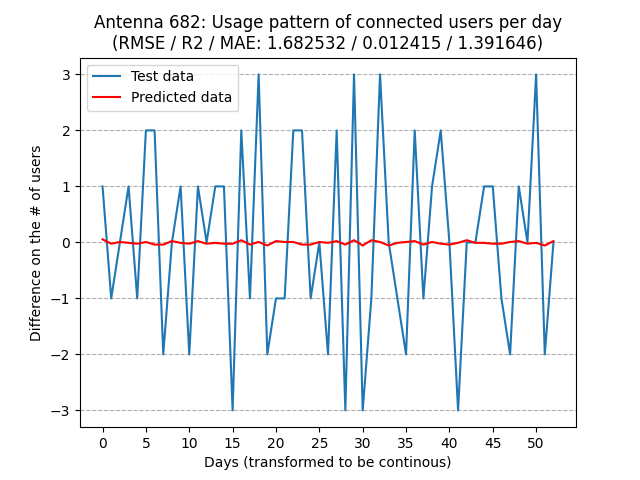 Antenna 682: Usage pattern of connected users per day
(RMSE / R2 / MAE: 1.682532 / 0.012415 / 1.391646)
Test data
Predicted data
Difference on the # of users
3
2
1
0
−1
−2
−3
0 5 10 15 20 25 30 35 40 45 50
Days (transformed to be continous)